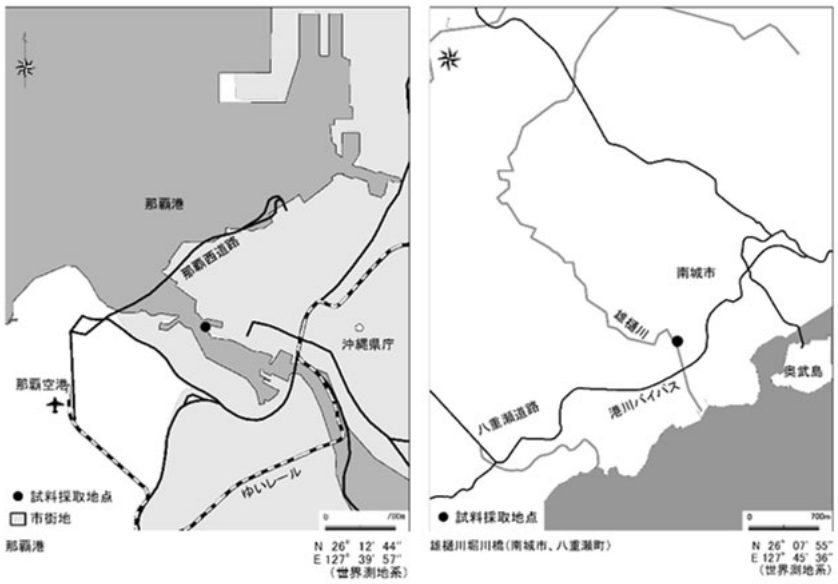 那覇港
那覇西道路
沖縄県庁
那覇空港
ゆいレール
試料採取地点
市街地
0 700m
那覇港
N 26° 12′ 44″
E 127° 39′ 57″
(世界測地系)
南城市
雄樋川
奥武島
港川バイパス
八重瀬道路
試料採取地点
0 700m
雄樋川堀川橋(南城市、八重瀬町)
N 26° 07′ 55″
E 127° 45′ 36″
(世界測地系)